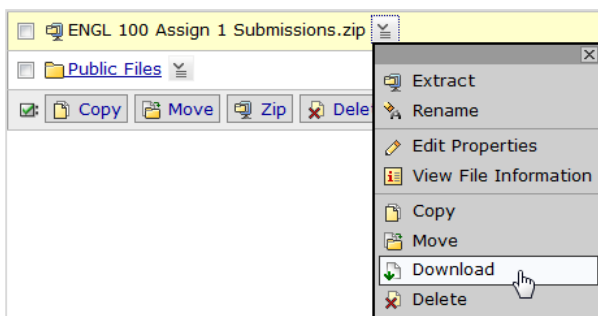 ENGL 100 Assign 1 Submissions.zip
Public Files
Copy Move Zip
Extract
Rename
Edit Properties
View File Information
Copy
Move
Download
Delete